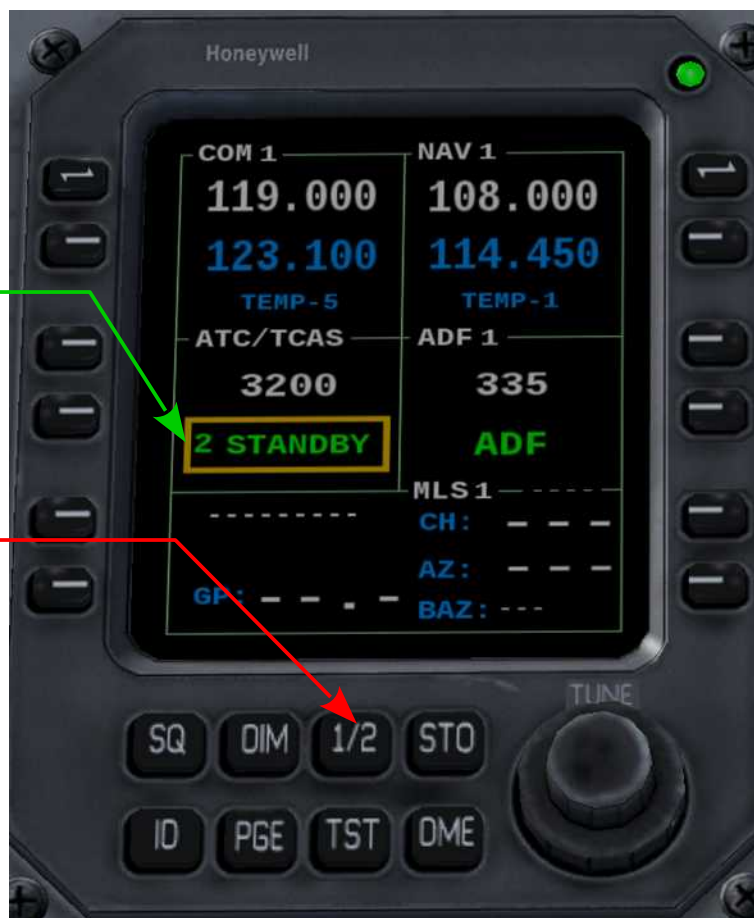 Honeywell
COM 1 NAV 1
119.000 108.000
123.100 114.450
TEMP-5 TEMP-1
ATC/TCAS ADF 1
3200 335
2 STANDBY ADF
MLS 1 ----
--------- CH: – – –
AZ: – – –
GP: – – . – BAZ: ---
TUNE
SQ DIM 1/2 STO
ID PGE TST DME